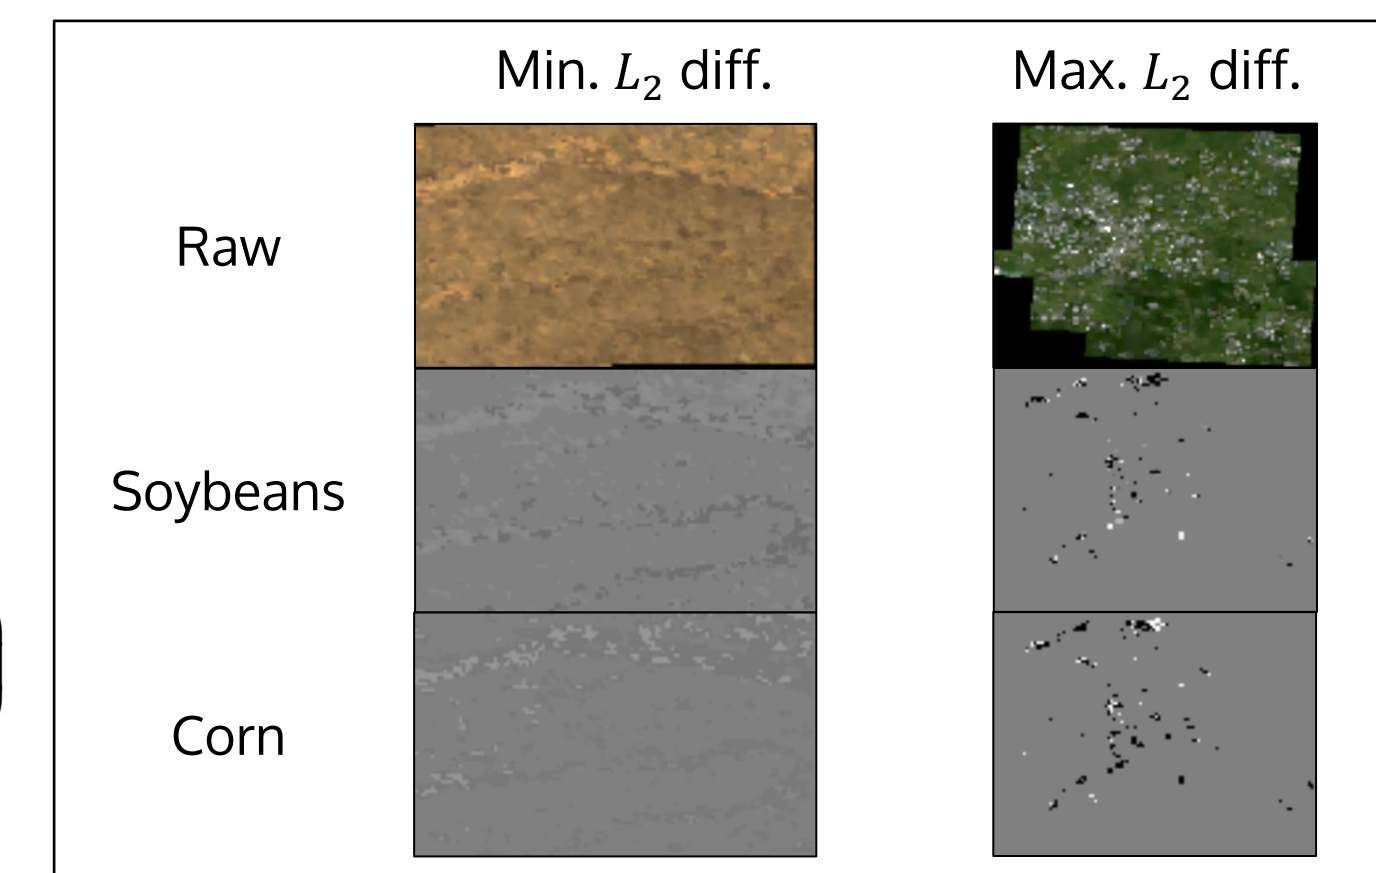 Min. L₂ diff. Max. L₂ diff.
Raw
Soybeans
Corn